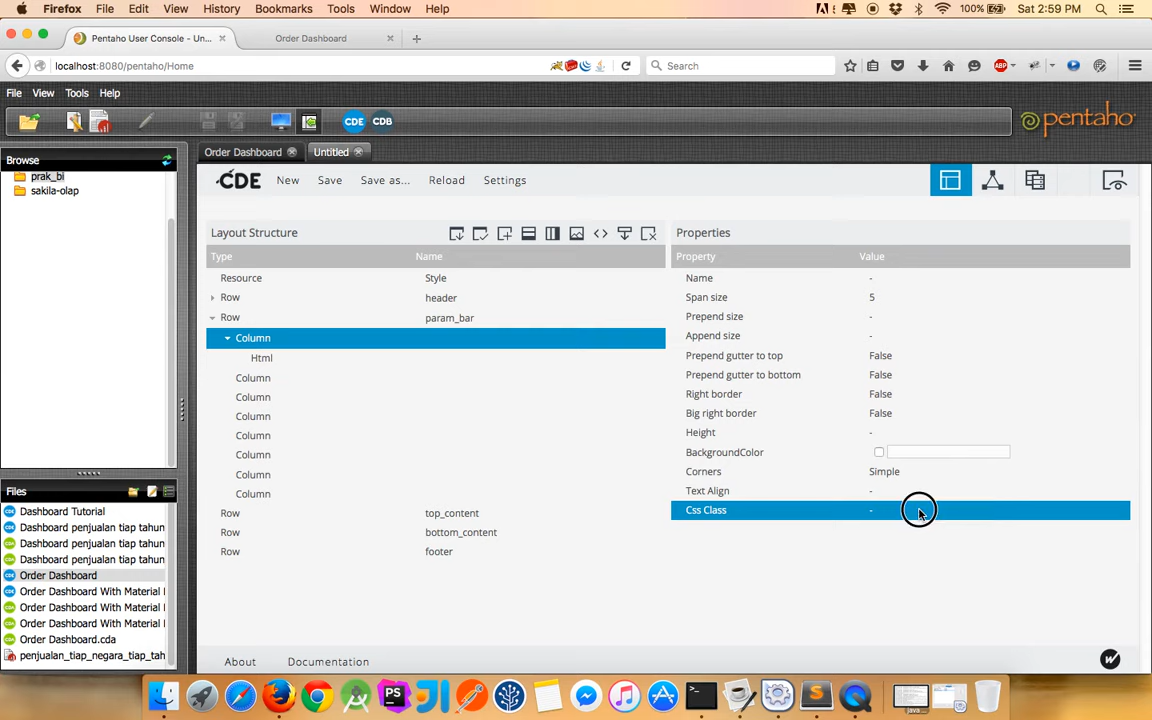 Firefox File Edit View History Bookmarks Tools Window Help 100% Sat 2:59 PM
Pentaho User Console - Un... Order Dashboard
localhost:8080/pentaho/Home Search ABP
File View Tools Help
CDE CDB pentaho
Browse Order Dashboard Untitled
prak_bi
sakila-olap
CDE New Save Save as... Reload Settings
Layout Structure Properties
Type Name Property Value
Resource Style Name -
Row header Span size 5
Row param_bar Prepend size -
Column Append size -
Html Prepend gutter to top False
Column Prepend gutter to bottom False
Column Right border False
Column Big right border False
Column Height -
Column BackgroundColor
Column Corners Simple
Column Text Align -
Row top_content Css Class -
Row bottom_content
Row footer
Files
Dashboard Tutorial
Dashboard penjualan tiap tahun
Dashboard penjualan tiap tahun
Dashboard penjualan tiap tahun
Order Dashboard
Order Dashboard With Material
Order Dashboard With Material
Order Dashboard With Material
Order Dashboard.cda
penjualan_tiap_negara_tiap_tah
About Documentation
PS